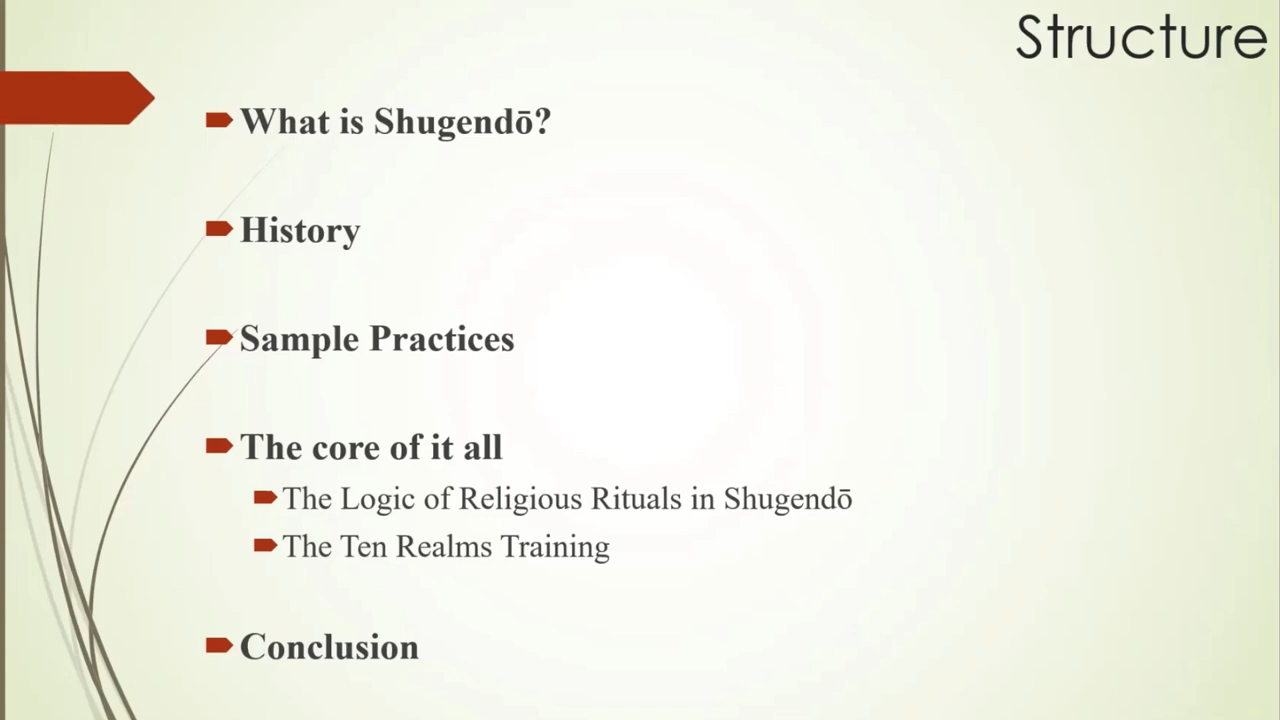 Structure
What is Shugendō?
History
Sample Practices
The core of it all
The Logic of Religious Rituals in Shugendō
The Ten Realms Training
Conclusion